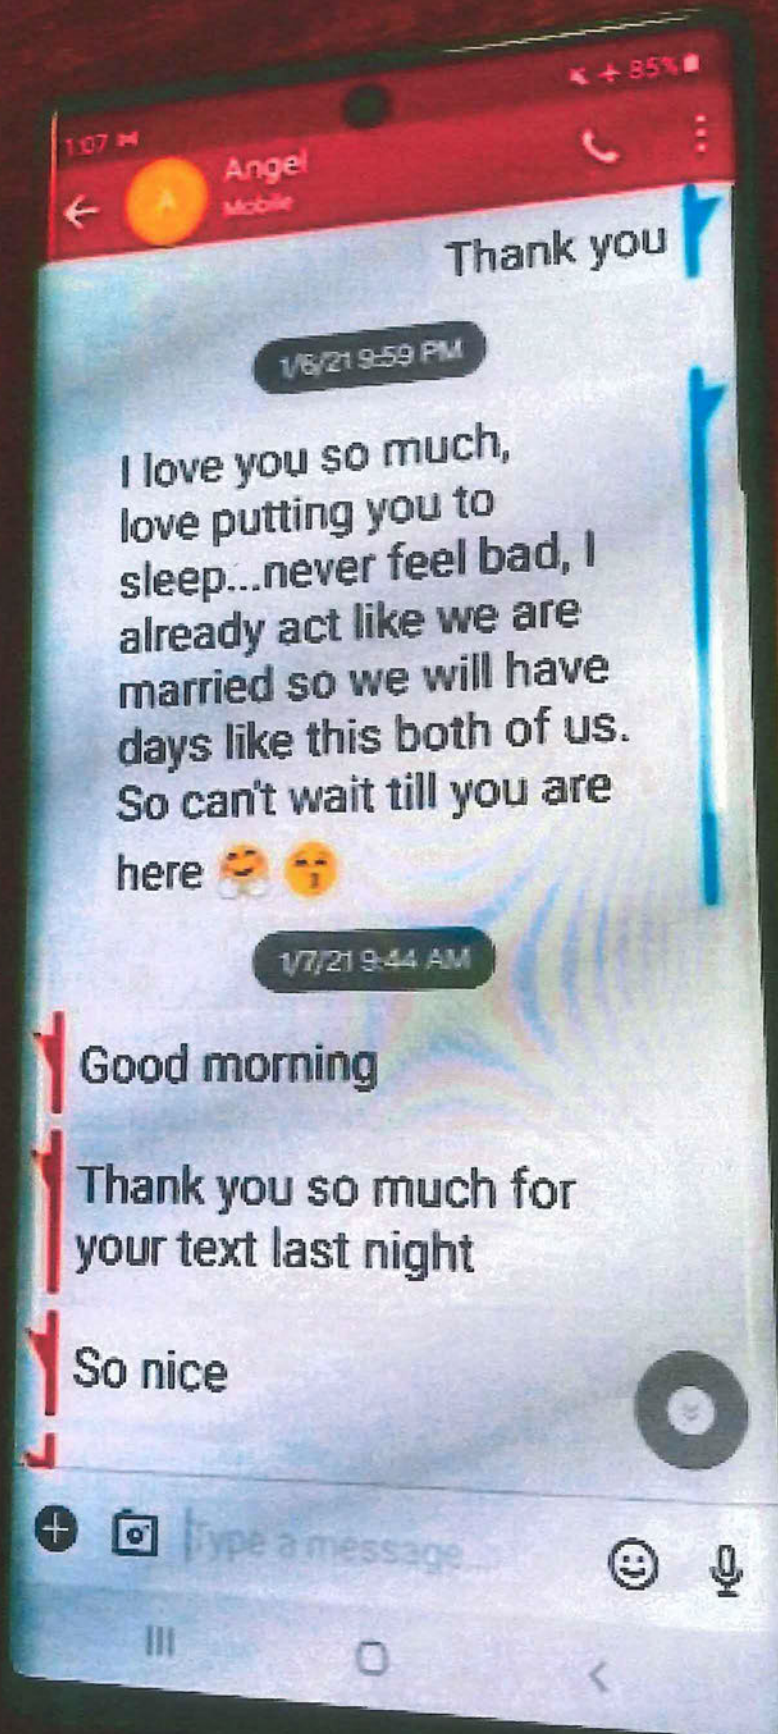 1:07
85%
A
Angel
Mobile
Thank you
1/6/21 9:59 PM
I love you so much,
love putting you to
sleep...never feel bad, I
already act like we are
married so we will have
days like this both of us.
So can't wait till you are
here 🤗 😙
1/7/21 9:44 AM
Good morning
Thank you so much for
your text last night
So nice
Type a message...